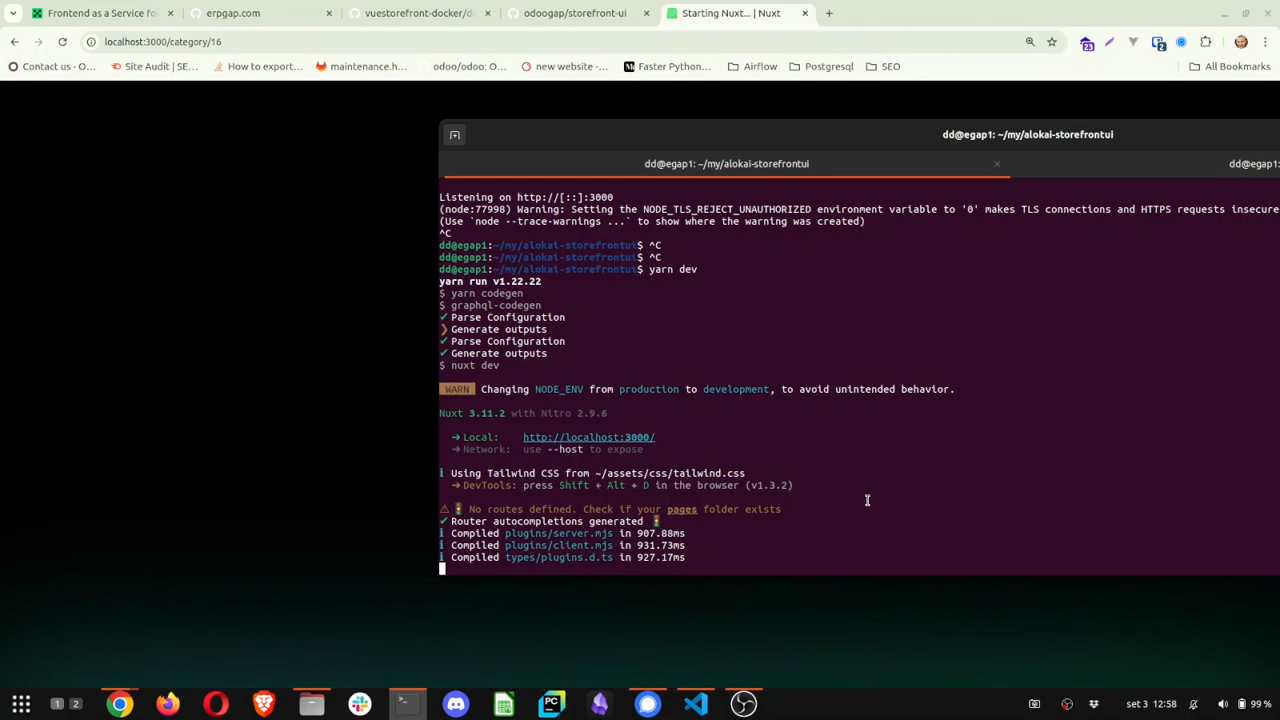 Frontend as a Service fo
erpgap.com
vuestorefront-docker/de
odoogap/storefront-ui
Starting Nuxt... | Nuxt
localhost:3000/category/16
23
2
Contact us - O...
Site Audit | SE...
How to export...
maintenance.h...
odoo/odoo: O...
new website -...
Faster Python...
Airflow
Postgresql
SEO
All Bookmarks
dd@egap1: ~/my/alokai-storefrontui
dd@egap1: ~/my/alokai-storefrontui
dd@egap1:
Listening on http://[::]:3000
(node:77998) Warning: Setting the NODE_TLS_REJECT_UNAUTHORIZED environment variable to '0' makes TLS connections and HTTPS requests insecure
(Use `node --trace-warnings ...` to show where the warning was created)
^C
dd@egap1:~/my/alokai-storefrontui$ ^C
dd@egap1:~/my/alokai-storefrontui$ ^C
dd@egap1:~/my/alokai-storefrontui$ yarn dev
yarn run v1.22.22
$ yarn codegen
$ graphql-codegen
✔ Parse Configuration
❯ Generate outputs
✔ Parse Configuration
✔ Generate outputs
$ nuxt dev
WARN Changing NODE_ENV from production to development, to avoid unintended behavior.
Nuxt 3.11.2 with Nitro 2.9.6
➜ Local: http://localhost:3000/
➜ Network: use --host to expose
ℹ Using Tailwind CSS from ~/assets/css/tailwind.css
➜ DevTools: press Shift + Alt + D in the browser (v1.3.2)
⚠ 🚦 No routes defined. Check if your pages folder exists
✔ Router autocompletions generated 🚦
ℹ Compiled plugins/server.mjs in 907.88ms
ℹ Compiled plugins/client.mjs in 931.73ms
ℹ Compiled types/plugins.d.ts in 927.17ms
1 2
PC
set 3 12:58
99 %